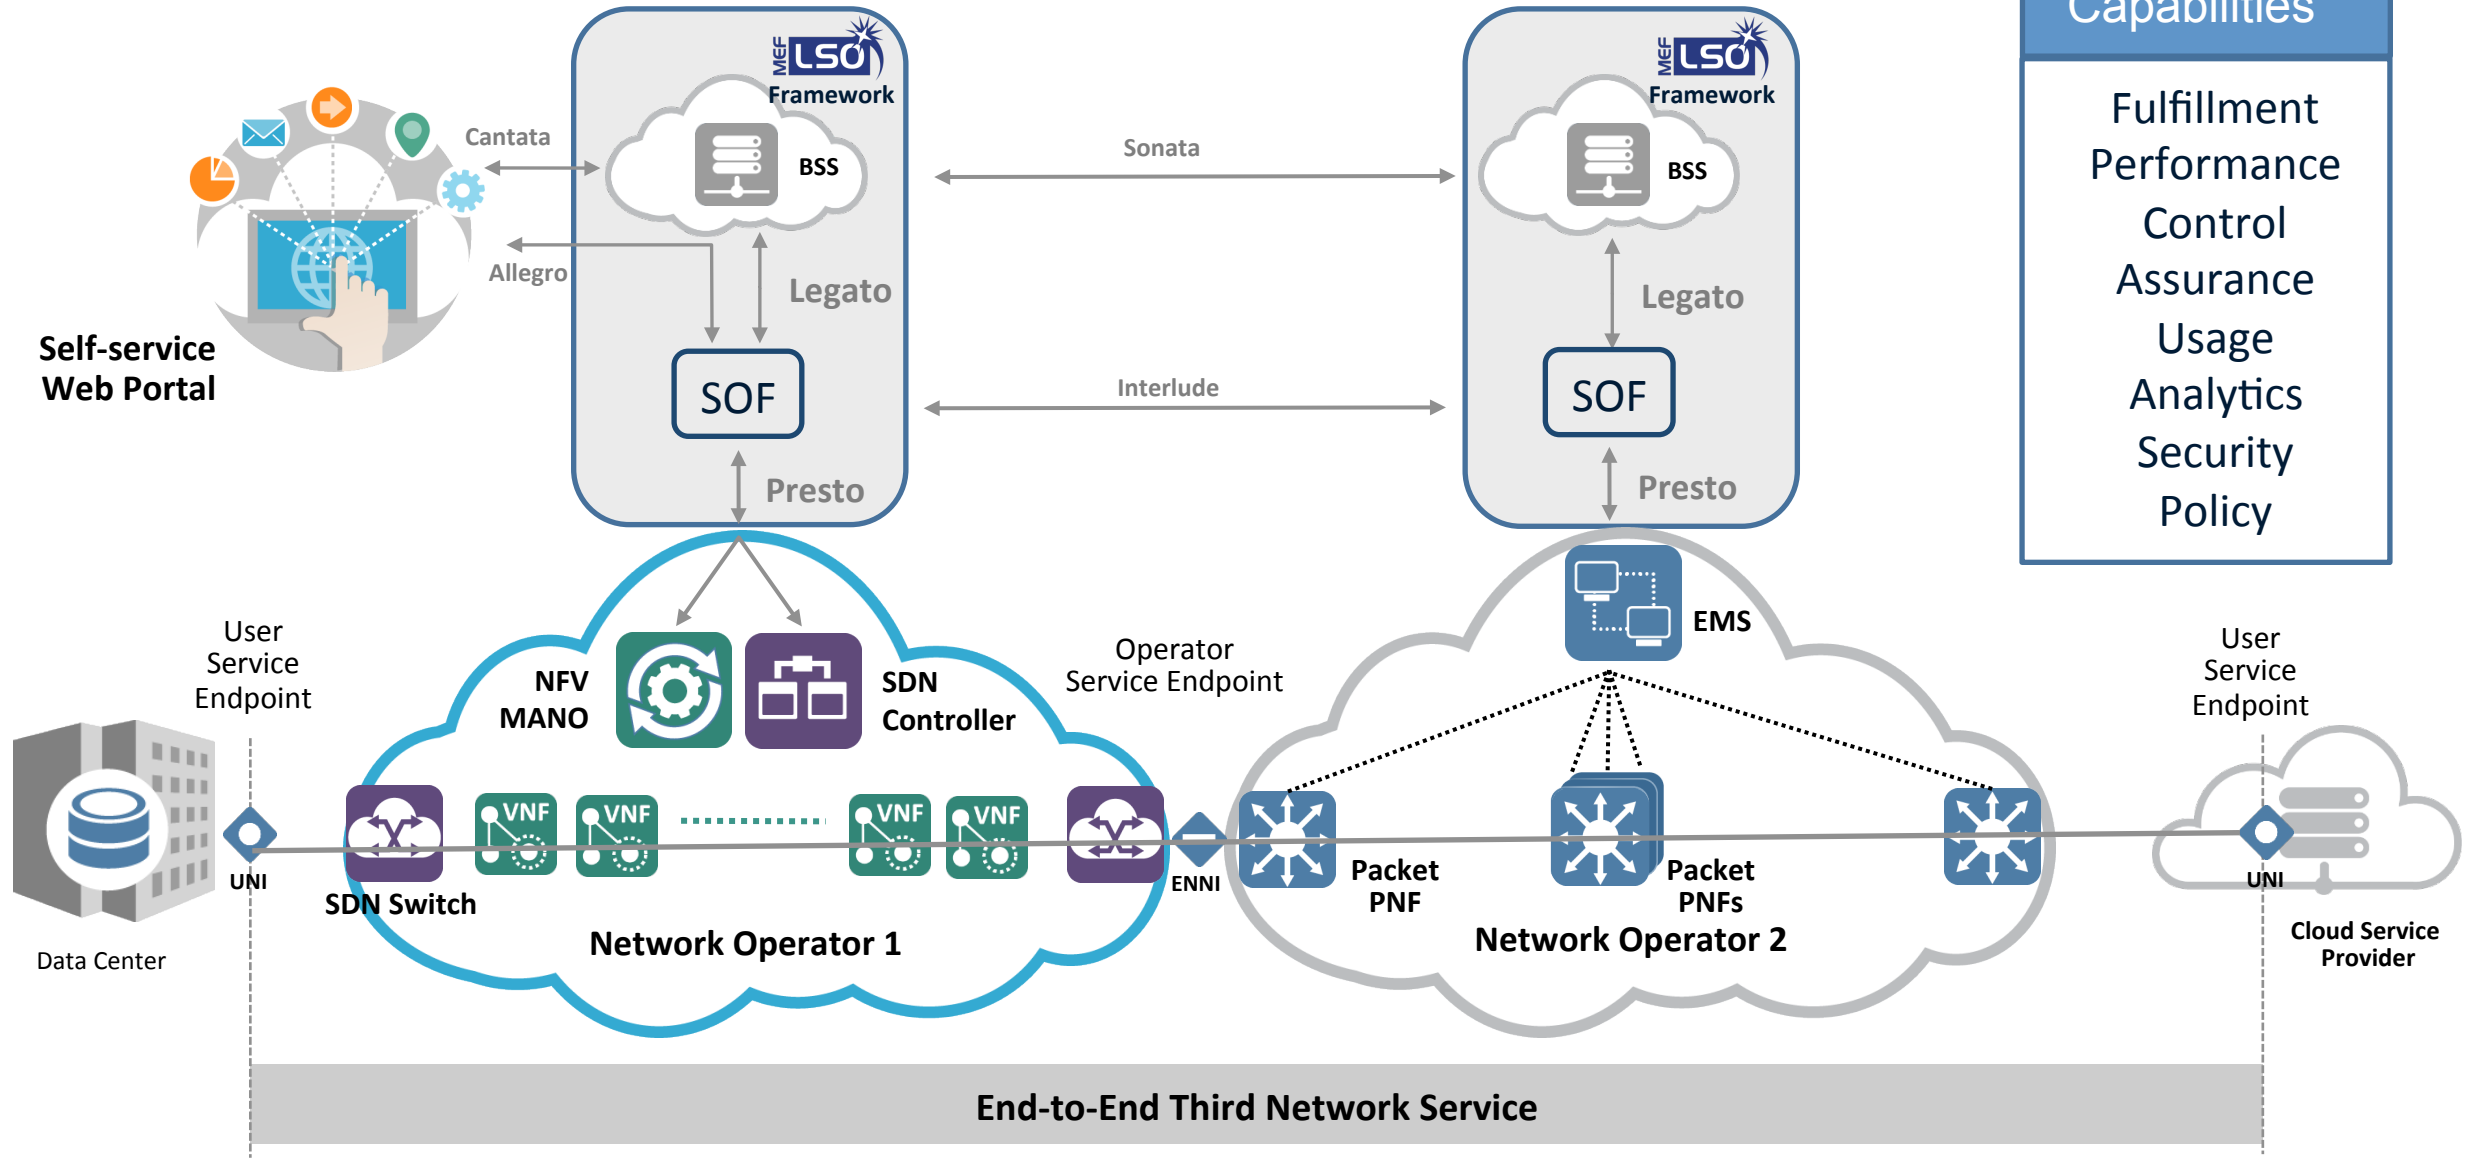 Capabilities
Fulfillment
Performance
Control
Assurance
Usage
Analytics
Security
Policy
MEF
LSO
Framework
BSS
Cantata
Allegro
Legato
SOF
Presto
Sonata
Interlude
MEF
LSO
Framework
BSS
Legato
SOF
Presto
Self-service
Web Portal
User
Service
Endpoint
NFV
MANO
SDN
Controller
Operator
Service Endpoint
EMS
User
Service
Endpoint
VNF
VNF
VNF
VNF
UNI
SDN Switch
ENNI
Packet
PNF
Packet
PNFs
UNI
Data Center
Network Operator 1
Network Operator 2
Cloud Service
Provider
End-to-End Third Network Service